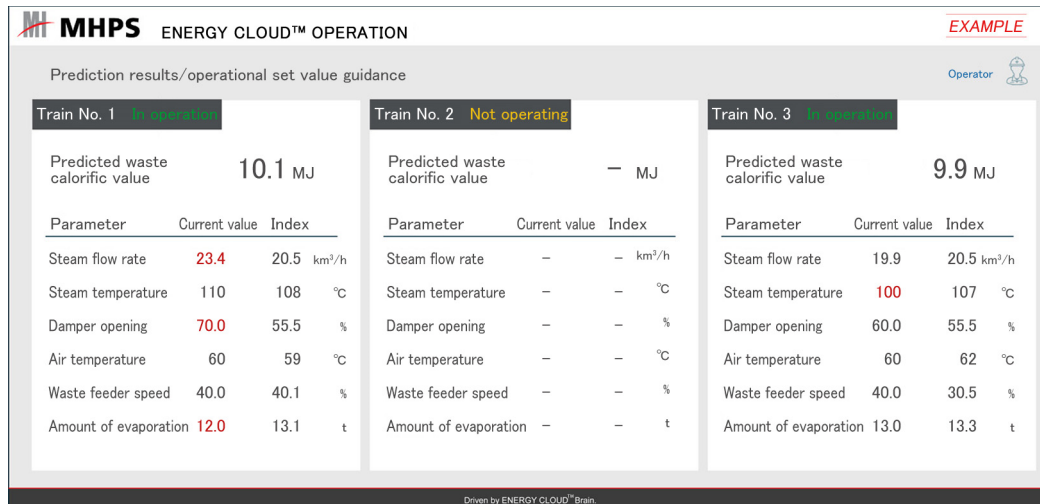 MHPS ENERGY CLOUD™ OPERATION
EXAMPLE
Prediction results/operational set value guidance
Operator
Train No. 1 In operation
Predicted waste
calorific value 10.1 MJ
Parameter Current value Index
Steam flow rate 23.4 20.5 km³/h
Steam temperature 110 108 ℃
Damper opening 70.0 55.5 %
Air temperature 60 59 ℃
Waste feeder speed 40.0 40.1 %
Amount of evaporation 12.0 13.1 t
Train No. 2 Not operating
Predicted waste
calorific value – MJ
Parameter Current value Index
Steam flow rate – – km³/h
Steam temperature – – ℃
Damper opening – – %
Air temperature – – ℃
Waste feeder speed – – %
Amount of evaporation – – t
Train No. 3 In operation
Predicted waste
calorific value 9.9 MJ
Parameter Current value Index
Steam flow rate 19.9 20.5 km³/h
Steam temperature 100 107 ℃
Damper opening 60.0 55.5 %
Air temperature 60 62 ℃
Waste feeder speed 40.0 30.5 %
Amount of evaporation 13.0 13.3 t
Driven by ENERGY CLOUD™ Brain.